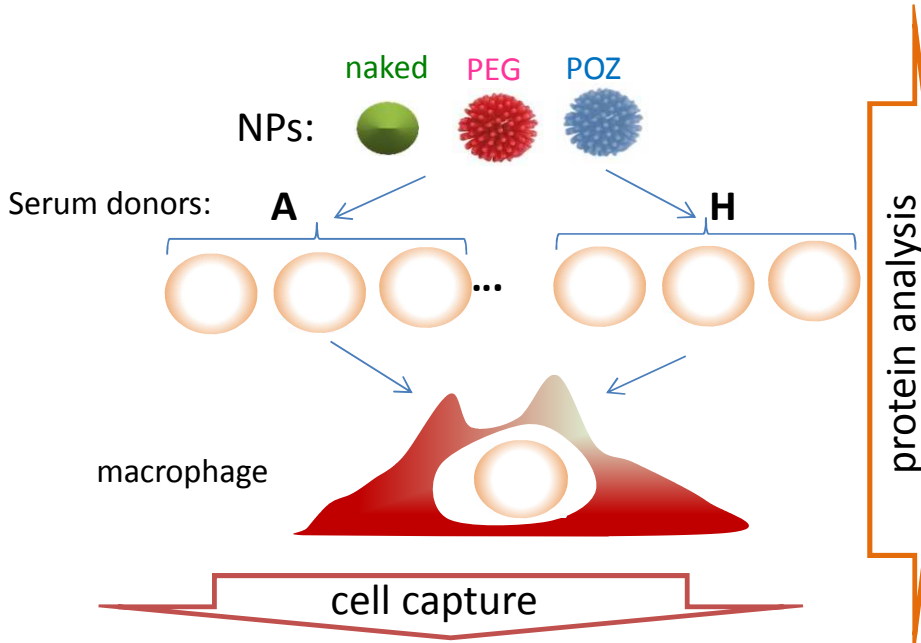 naked PEG POZ
NPs:
Serum donors: A H
...
macrophage
cell capture
protein analysis